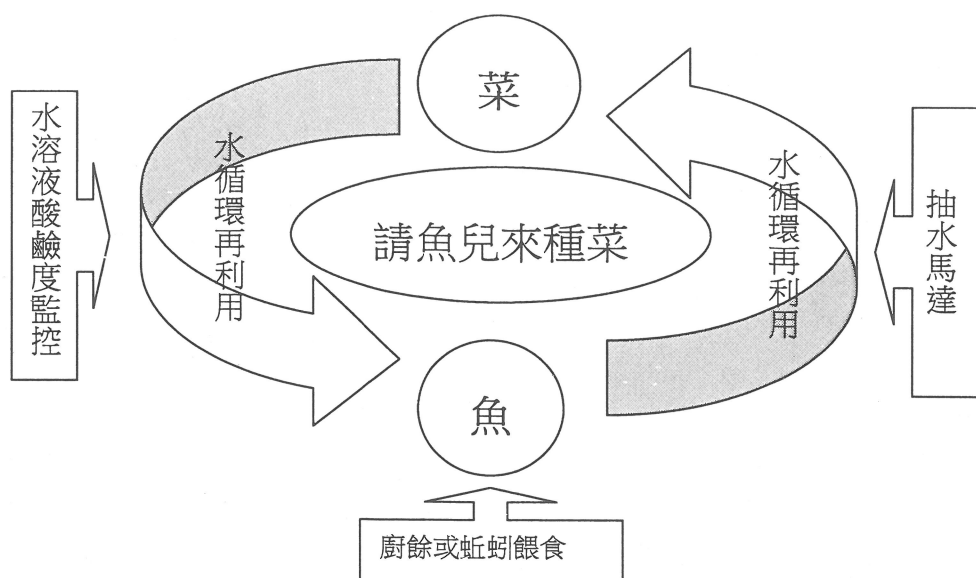 菜
水溶液酸鹼度監控
水循環再利用
請魚兒來種菜
水循環再利用
抽水馬達
魚
廚餘或蚯蚓餵食